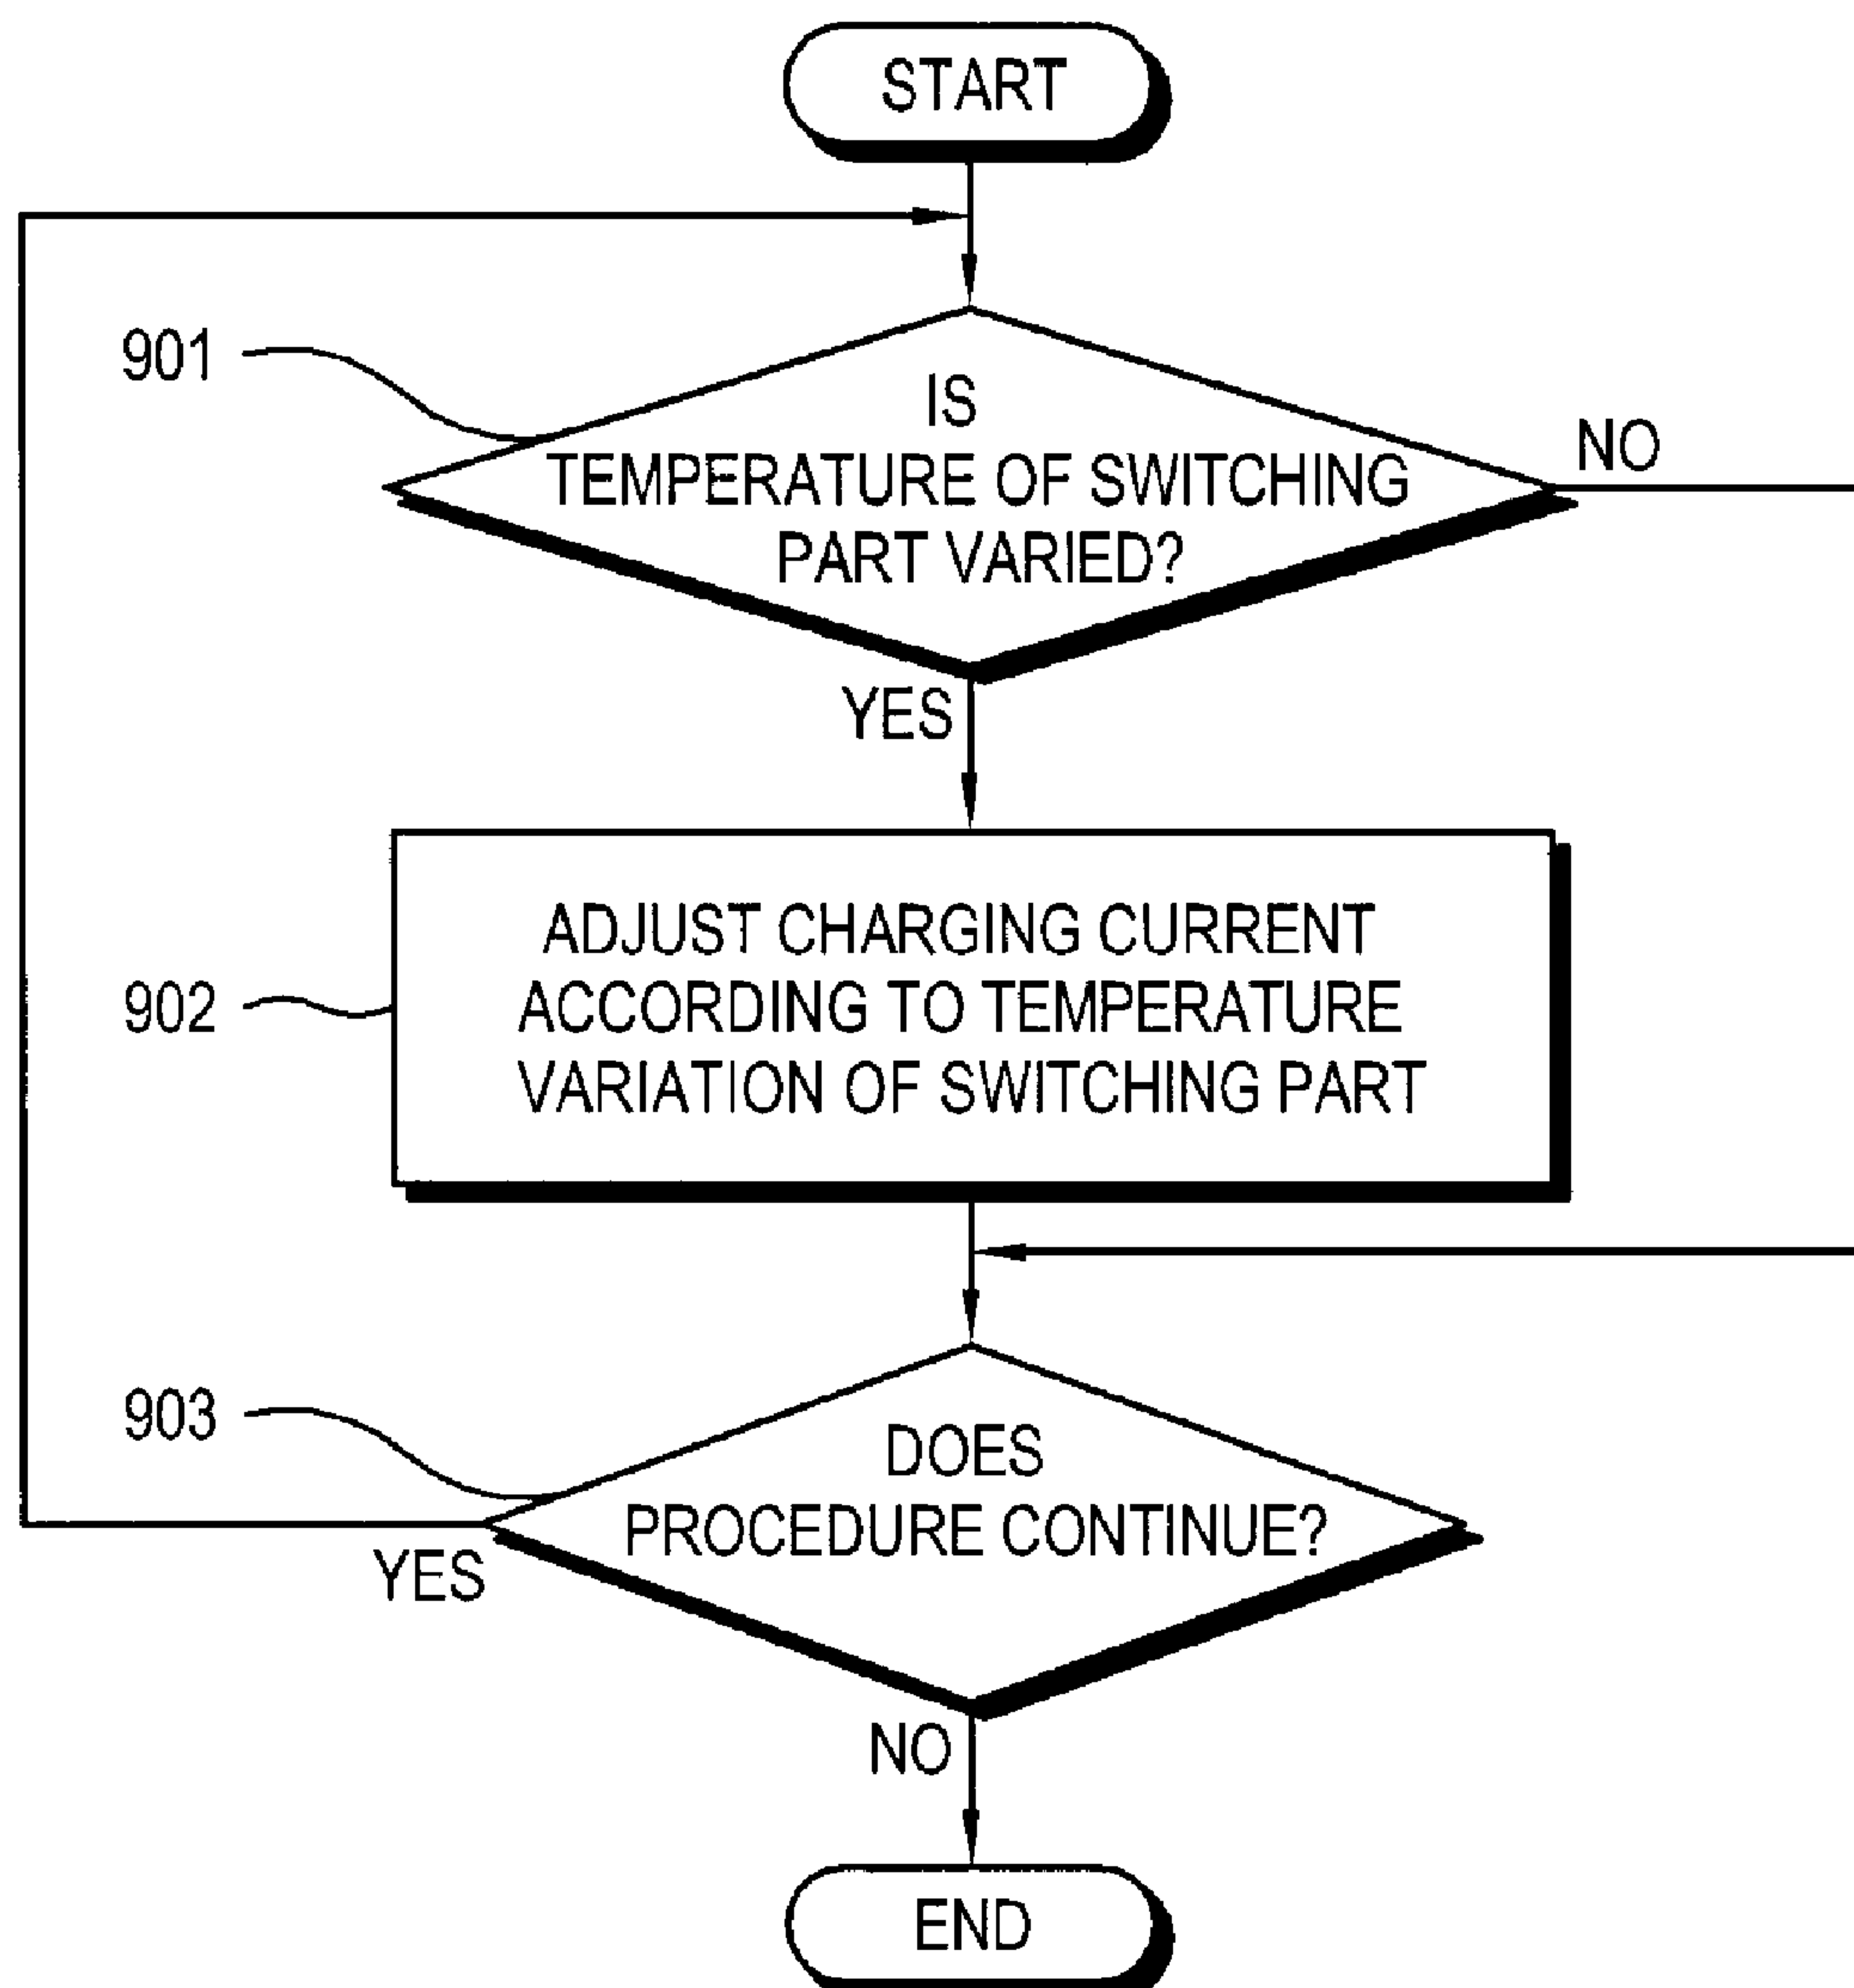 START
901
IS
TEMPERATURE OF SWITCHING
PART VARIED?
NO
YES
902
ADJUST CHARGING CURRENT
ACCORDING TO TEMPERATURE
VARIATION OF SWITCHING PART
903
DOES
PROCEDURE CONTINUE?
YES
NO
END